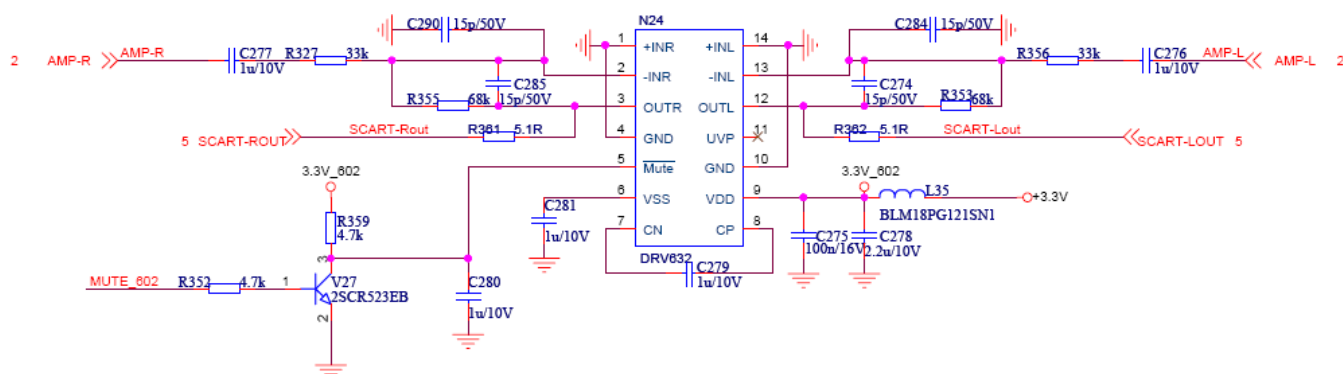 C290 15p/50V
N24
C284 15p/50V
2 AMP-R AMP-R
C277
1u/10V
R327 33k
1 +INR +INL 14
R356 33k
C276
1u/10V
AMP-L AMP-L 2
2 -INR -INL 13
C285
15p/50V
C274
15p/50V
R355 68k
3 OUTR OUTL 12
R353 68k
5 SCART-ROUT
SCART-Rout
R361 5.1R
4 GND UVP 11
R362 5.1R
SCART-Lout
SCART-LOUT 5
5 Mute GND 10
3.3V_602
3.3V_602
6 VSS VDD 9
L35
+3.3V
BLM18PG121SN1
R359
4.7k
C281
1u/10V
7 CN CP 8
C275
100n/16V
C278
2.2u/10V
DRV632
C279
1u/10V
MUTE_602
R352 4.7k
3
1
V27
2SCR523EB
2
C280
1u/10V